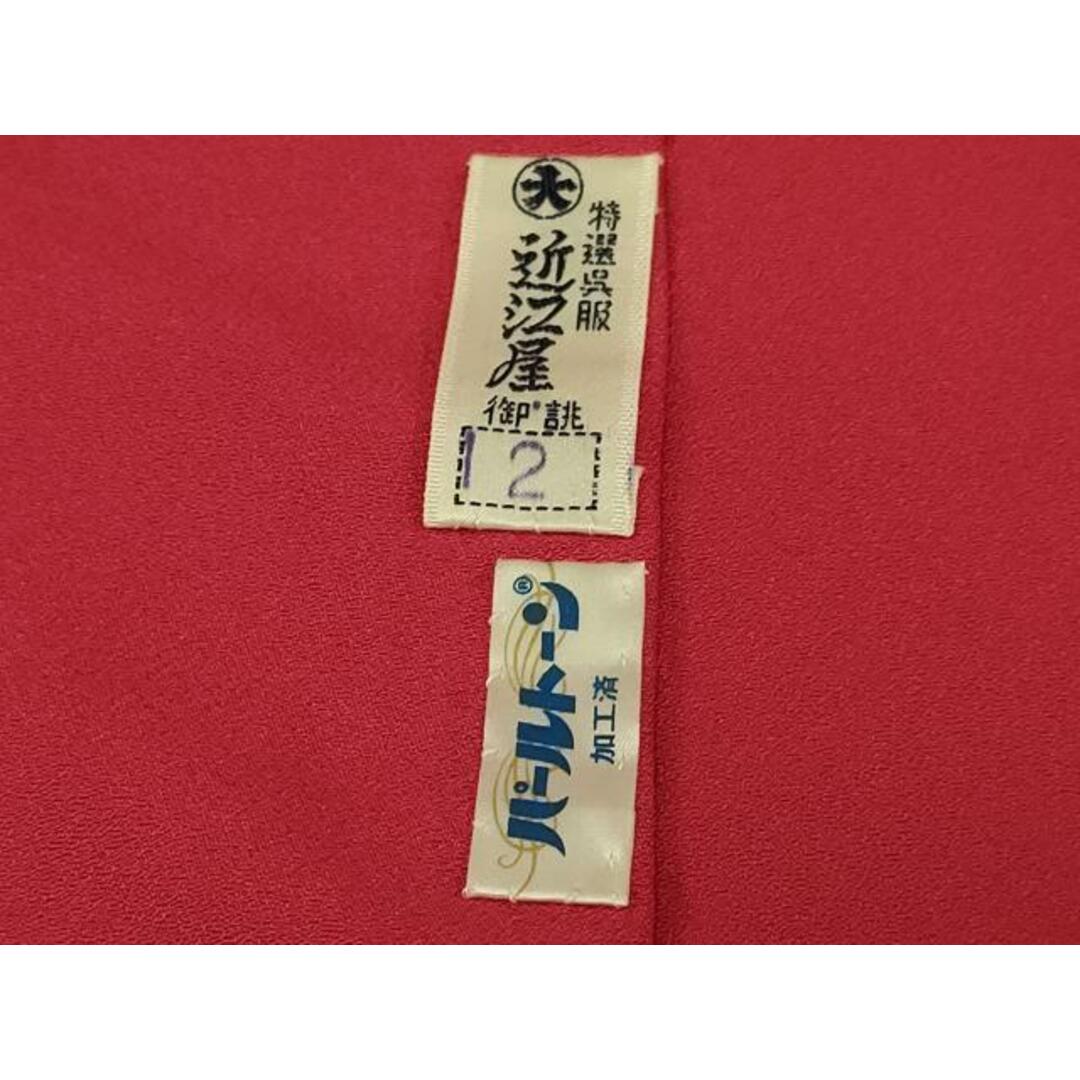 大
特選呉服
近江屋
御誂
12
パールトーン®
加工済